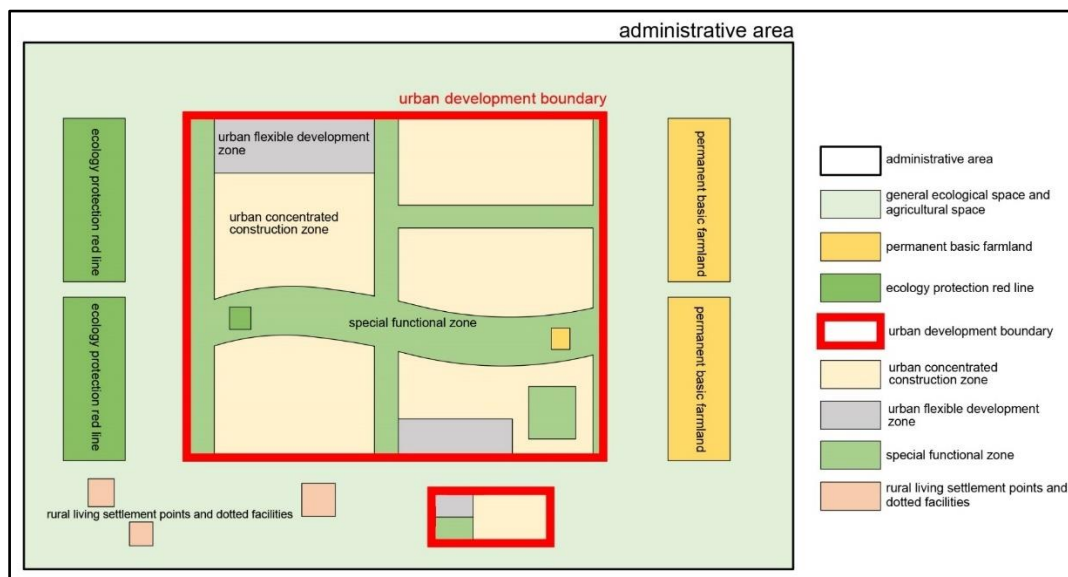 administrative area
urban development boundary
ecology protection red line
urban flexible development
zone
permanent basic farmland
urban concentrated
construction zone
special functional zone
ecology protection red line
permanent basic farmland
rural living settlement points and dotted facilities
administrative area
general ecological space and
agricultural space
permanent basic farmland
ecology protection red line
urban development boundary
urban concentrated
construction zone
urban flexible development
zone
special functional zone
rural living settlement points and
dotted facilities